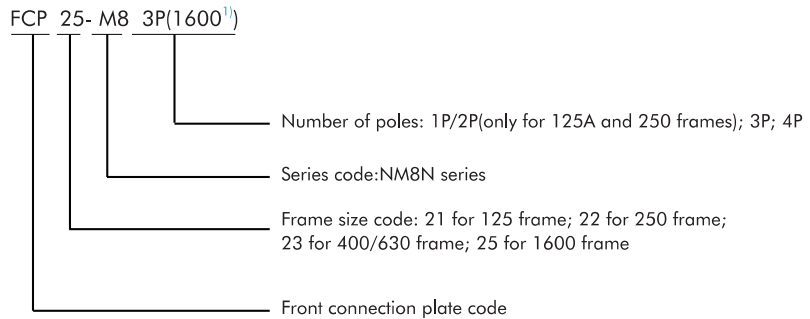 FCP 25- M8 3P(1600¹⁾)
Number of poles: 1P/2P(only for 125A and 250 frames); 3P; 4P
Series code:NM8N series
Frame size code: 21 for 125 frame; 22 for 250 frame;
23 for 400/630 frame; 25 for 1600 frame
Front connection plate code